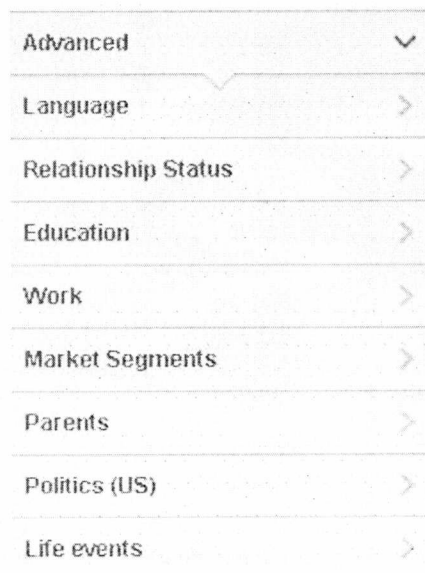 Advanced
Language
Relationship Status
Education
Work
Market Segments
Parents
Politics (US)
Life events